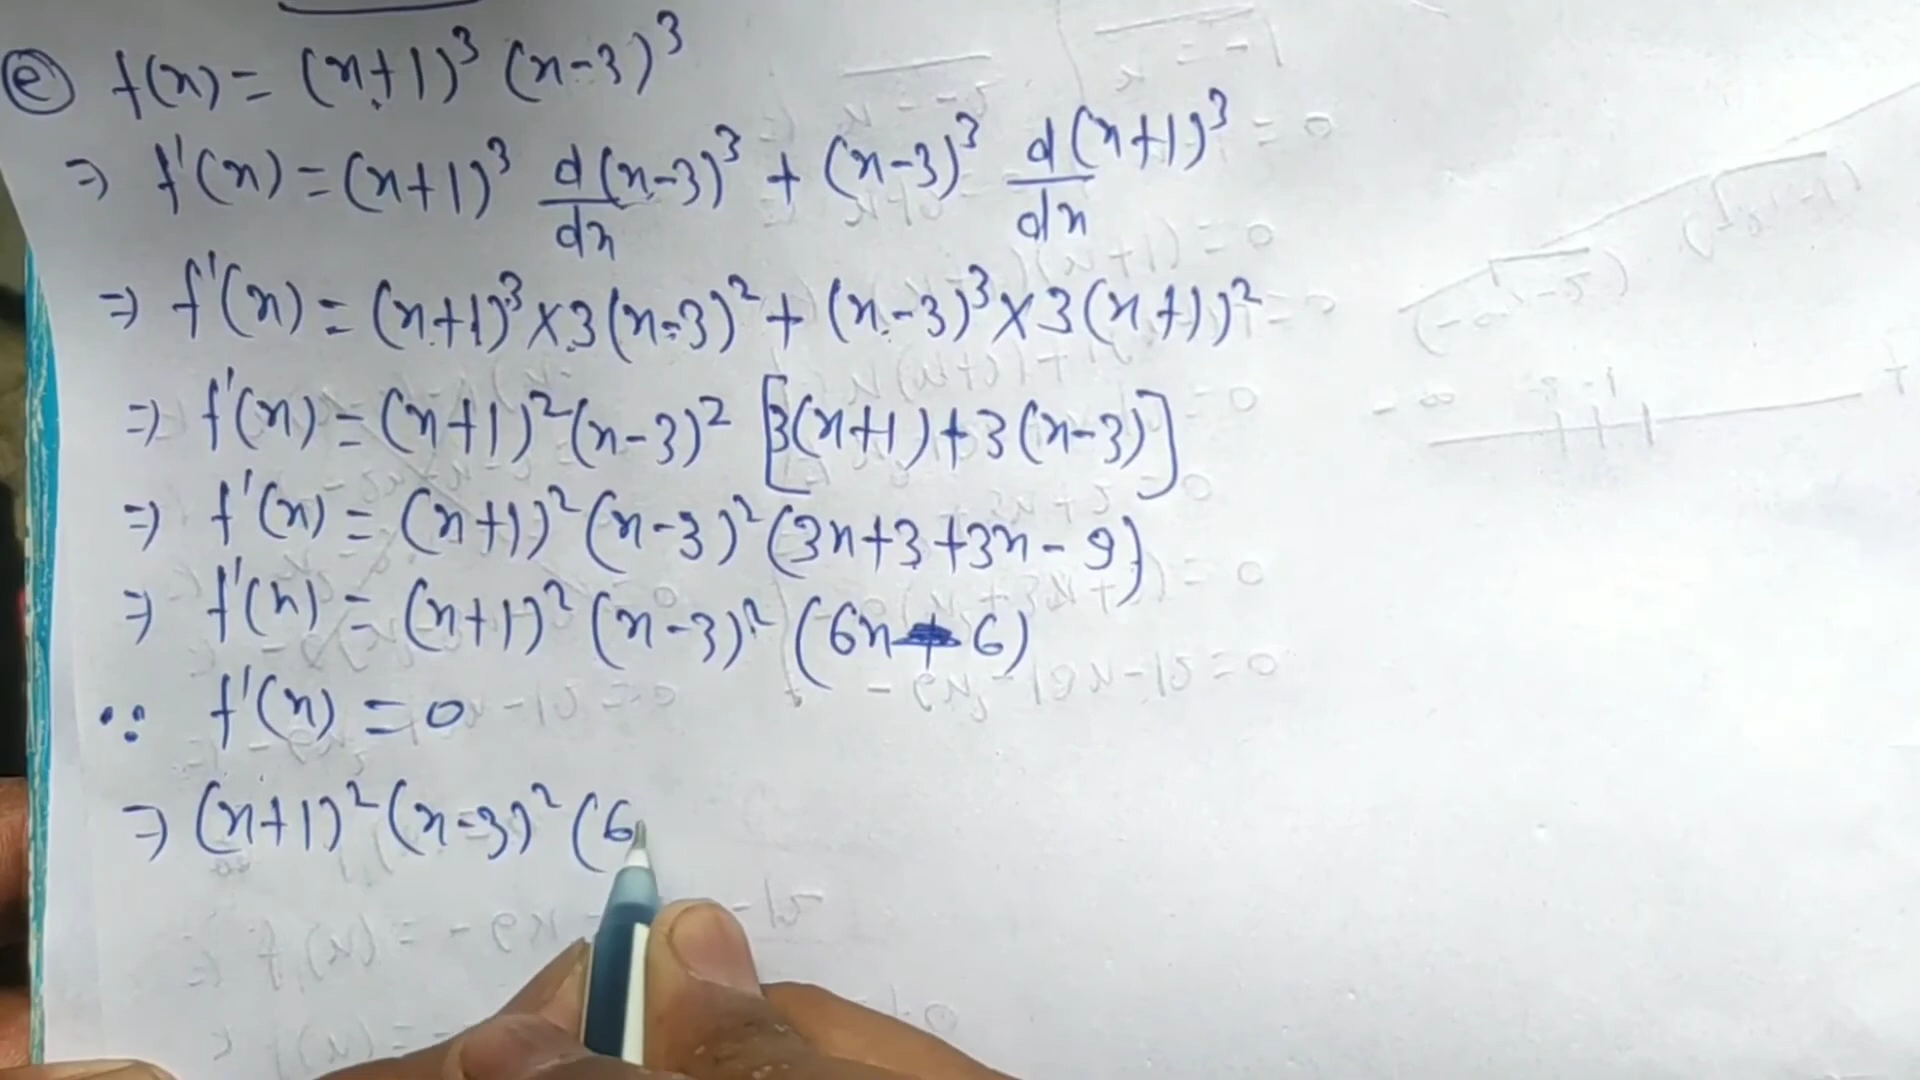 ⓔ f(x) = (x+1)³ (x-3)³
⇒ f'(x) = (x+1)³ d(x-3)³/dx + (x-3)³ d(x+1)³/dx
⇒ f'(x) = (x+1)³ × 3(x-3)² + (x-3)³ × 3(x+1)²
⇒ f'(x) = (x+1)² (x-3)² [3(x+1) + 3(x-3)]
⇒ f'(x) = (x+1)² (x-3)² (3x+3+3x-9)
⇒ f'(x) = (x+1)² (x-3)² (6x-6)
∵ f'(x) = 0
⇒ (x+1)² (x-3)² (6